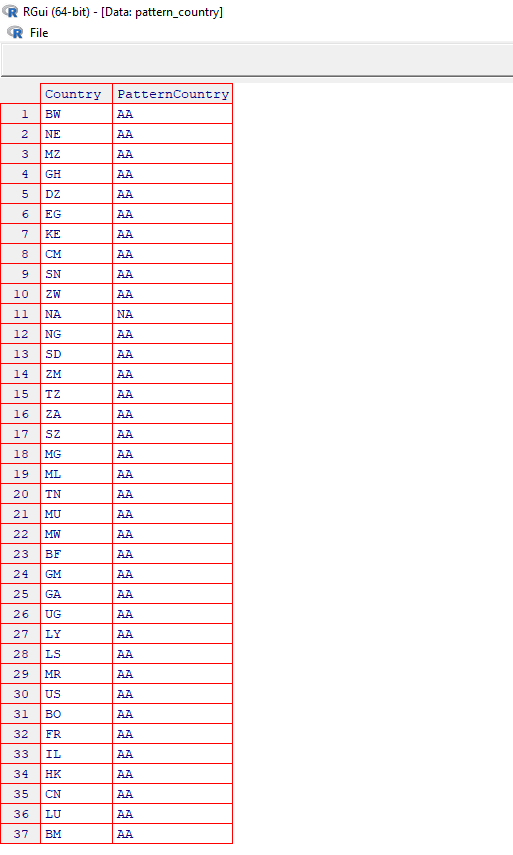 RGui (64-bit) - [Data: pattern_country]
File
Country PatternCountry
1 BW AA
2 NE AA
3 MZ AA
4 GH AA
5 DZ AA
6 EG AA
7 KE AA
8 CM AA
9 SN AA
10 ZW AA
11 NA NA
12 NG AA
13 SD AA
14 ZM AA
15 TZ AA
16 ZA AA
17 SZ AA
18 MG AA
19 ML AA
20 TN AA
21 MU AA
22 MW AA
23 BF AA
24 GM AA
25 GA AA
26 UG AA
27 LY AA
28 LS AA
29 MR AA
30 US AA
31 BO AA
32 FR AA
33 IL AA
34 HK AA
35 CN AA
36 LU AA
37 BM AA